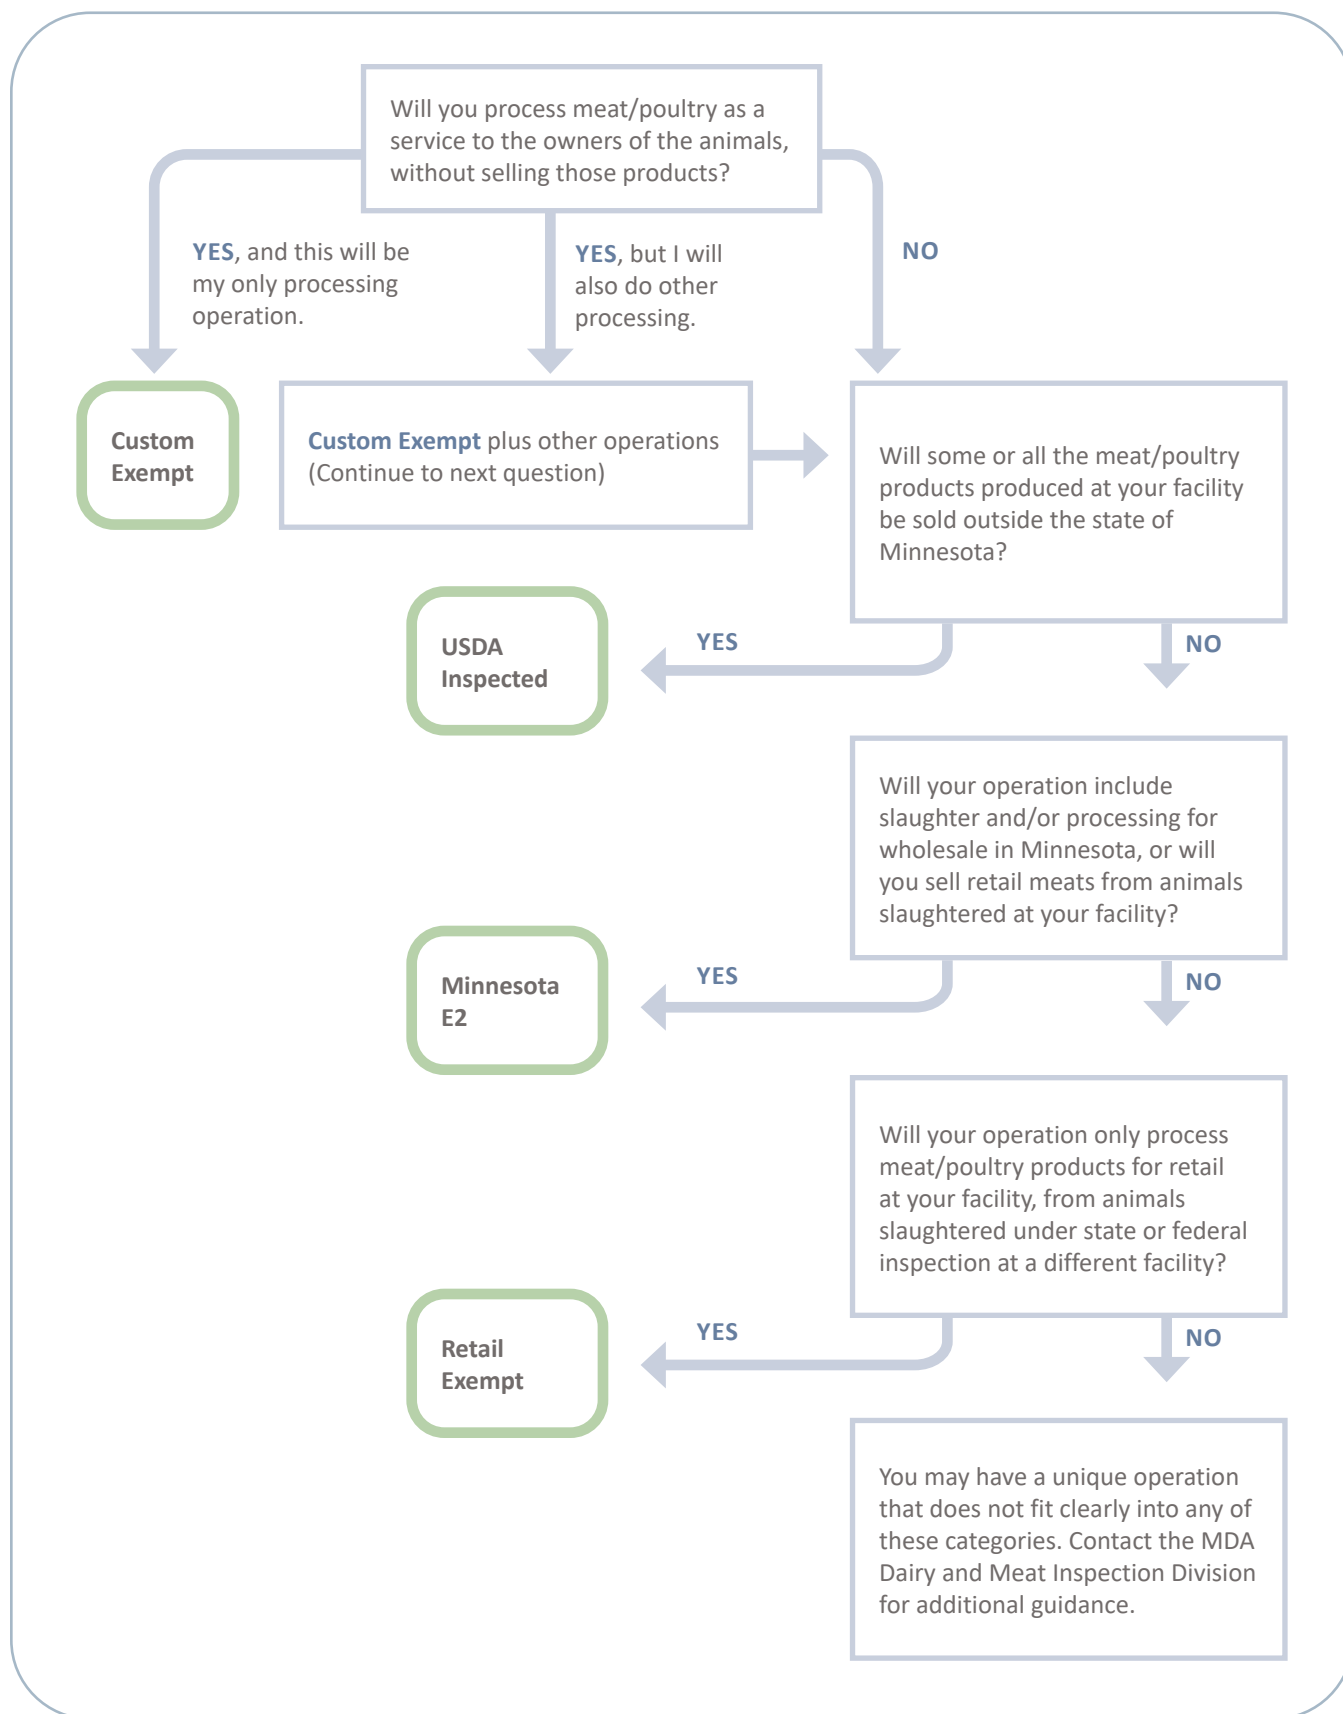 Will you process meat/poultry as a
service to the owners of the animals,
without selling those products?
YES, and this will be
my only processing
operation.
YES, but I will
also do other
processing.
NO
Custom
Exempt
Custom Exempt plus other operations
(Continue to next question)
Will some or all the meat/poultry
products produced at your facility
be sold outside the state of
Minnesota?
USDA
Inspected
YES
NO
Will your operation include
slaughter and/or processing for
wholesale in Minnesota, or will
you sell retail meats from animals
slaughtered at your facility?
Minnesota
E2
YES
NO
Will your operation only process
meat/poultry products for retail
at your facility, from animals
slaughtered under state or federal
inspection at a different facility?
Retail
Exempt
YES
NO
You may have a unique operation
that does not fit clearly into any of
these categories. Contact the MDA
Dairy and Meat Inspection Division
for additional guidance.